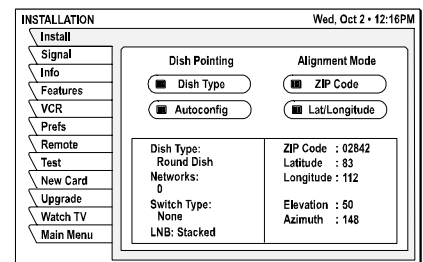 INSTALLATION Wed, Oct 2 • 12:16PM
Install
Signal
Info
Features
VCR
Prefs
Remote
Test
New Card
Upgrade
Watch TV
Main Menu
Dish Pointing
Dish Type
Autoconfig
Alignment Mode
ZIP Code
Lat/Longitude
Dish Type:
Round Dish
Networks:
0
Switch Type:
None
LNB: Stacked
ZIP Code : 02842
Latitude : 83
Longitude : 112
Elevation : 50
Azimuth : 148